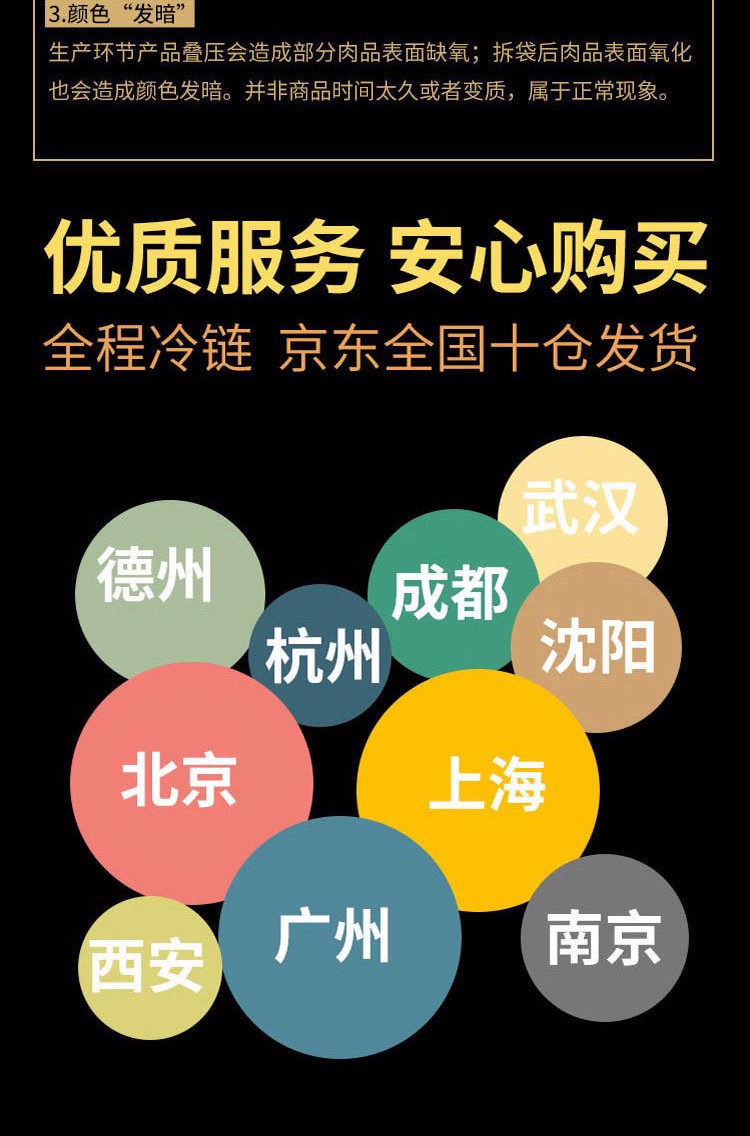 3.颜色“发暗”
生产环节产品叠压会造成部分肉品表面缺氧；拆袋后肉品表面氧化
也会造成颜色发暗。并非商品时间太久或者变质，属于正常现象。
优质服务 安心购买
全程冷链 京东全国十仓发货
武汉
德州
成都
杭州
沈阳
北京
上海
广州
南京
西安